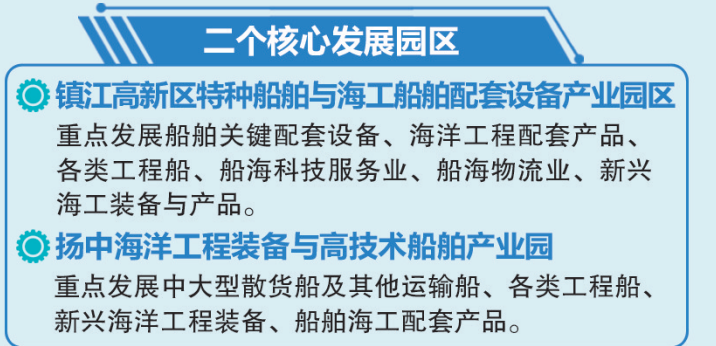 二个核心发展园区
镇江高新区特种船舶与海工船舶配套设备产业园区
重点发展船舶关键配套设备、海洋工程配套产品、
各类工程船、船海科技服务业、船海物流业、新兴
海工装备与产品。
扬中海洋工程装备与高技术船舶产业园
重点发展中大型散货船及其他运输船、各类工程船、
新兴海洋工程装备、船舶海工配套产品。